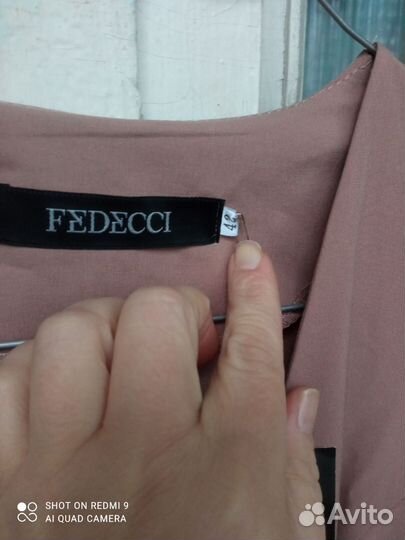 FEDECCI
48
SHOT ON REDMI 9
AI QUAD CAMERA
Avito